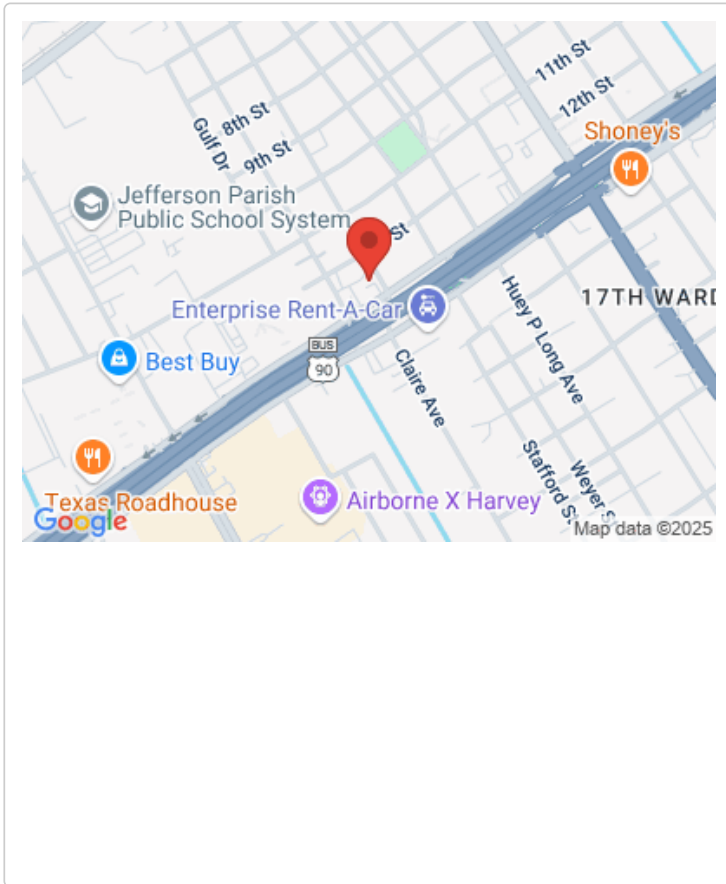 11th St
12th St
Shoney's
8th St
Gulf Dr
9th St
Jefferson Parish
Public School System
St
Enterprise Rent-A-Car
17TH WARD
Huey P Long Ave
BUS
90
Best Buy
Claire Ave
Texas Roadhouse
Airborne X Harvey
Stafford St
Weyer S
Google
Map data ©2025